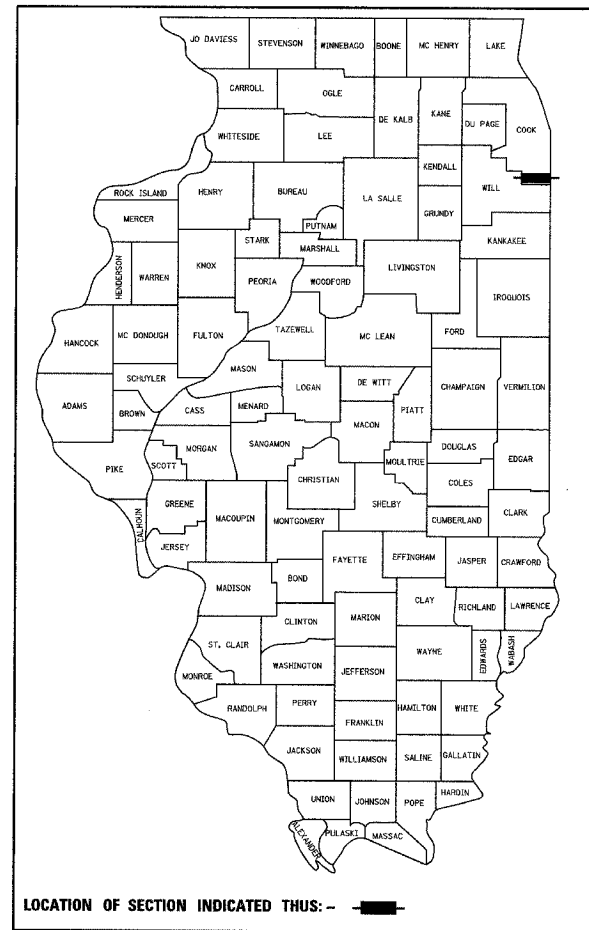 JO DAVIESS STEVENSON WINNEBAGO BOONE MC HENRY LAKE
CARROLL OGLE DE KALB KANE DU PAGE COOK
WHITESIDE LEE KENDALL WILL
ROCK ISLAND HENRY BUREAU LA SALLE GRUNDY
MERCER PUTNAM KANKAKEE
HENDERSON WARREN KNOX STARK MARSHALL LIVINGSTON
PEORIA WOODFORD IROQUOIS
HANCOCK MC DONOUGH FULTON TAZEWELL MC LEAN FORD
SCHUYLER MASON LOGAN DE WITT CHAMPAIGN VERMILION
ADAMS BROWN CASS MENARD PIATT
MACON
PIKE SCOTT MORGAN SANGAMON CHRISTIAN MOULTRIE DOUGLAS EDGAR
COLES
CALHOUN GREENE MACOUPIN MONTGOMERY SHELBY CUMBERLAND CLARK
JERSEY FAYETTE EFFINGHAM JASPER CRAWFORD
MADISON BOND
CLAY RICHLAND LAWRENCE
CLINTON MARION
ST. CLAIR WAYNE EDWARDS WABASH
WASHINGTON JEFFERSON
MONROE
RANDOLPH PERRY HAMILTON WHITE
FRANKLIN
JACKSON WILLIAMSON SALINE GALLATIN
HARDIN
UNION JOHNSON POPE
ALEXANDER PULASKI MASSAC
LOCATION OF SECTION INDICATED THUS: -